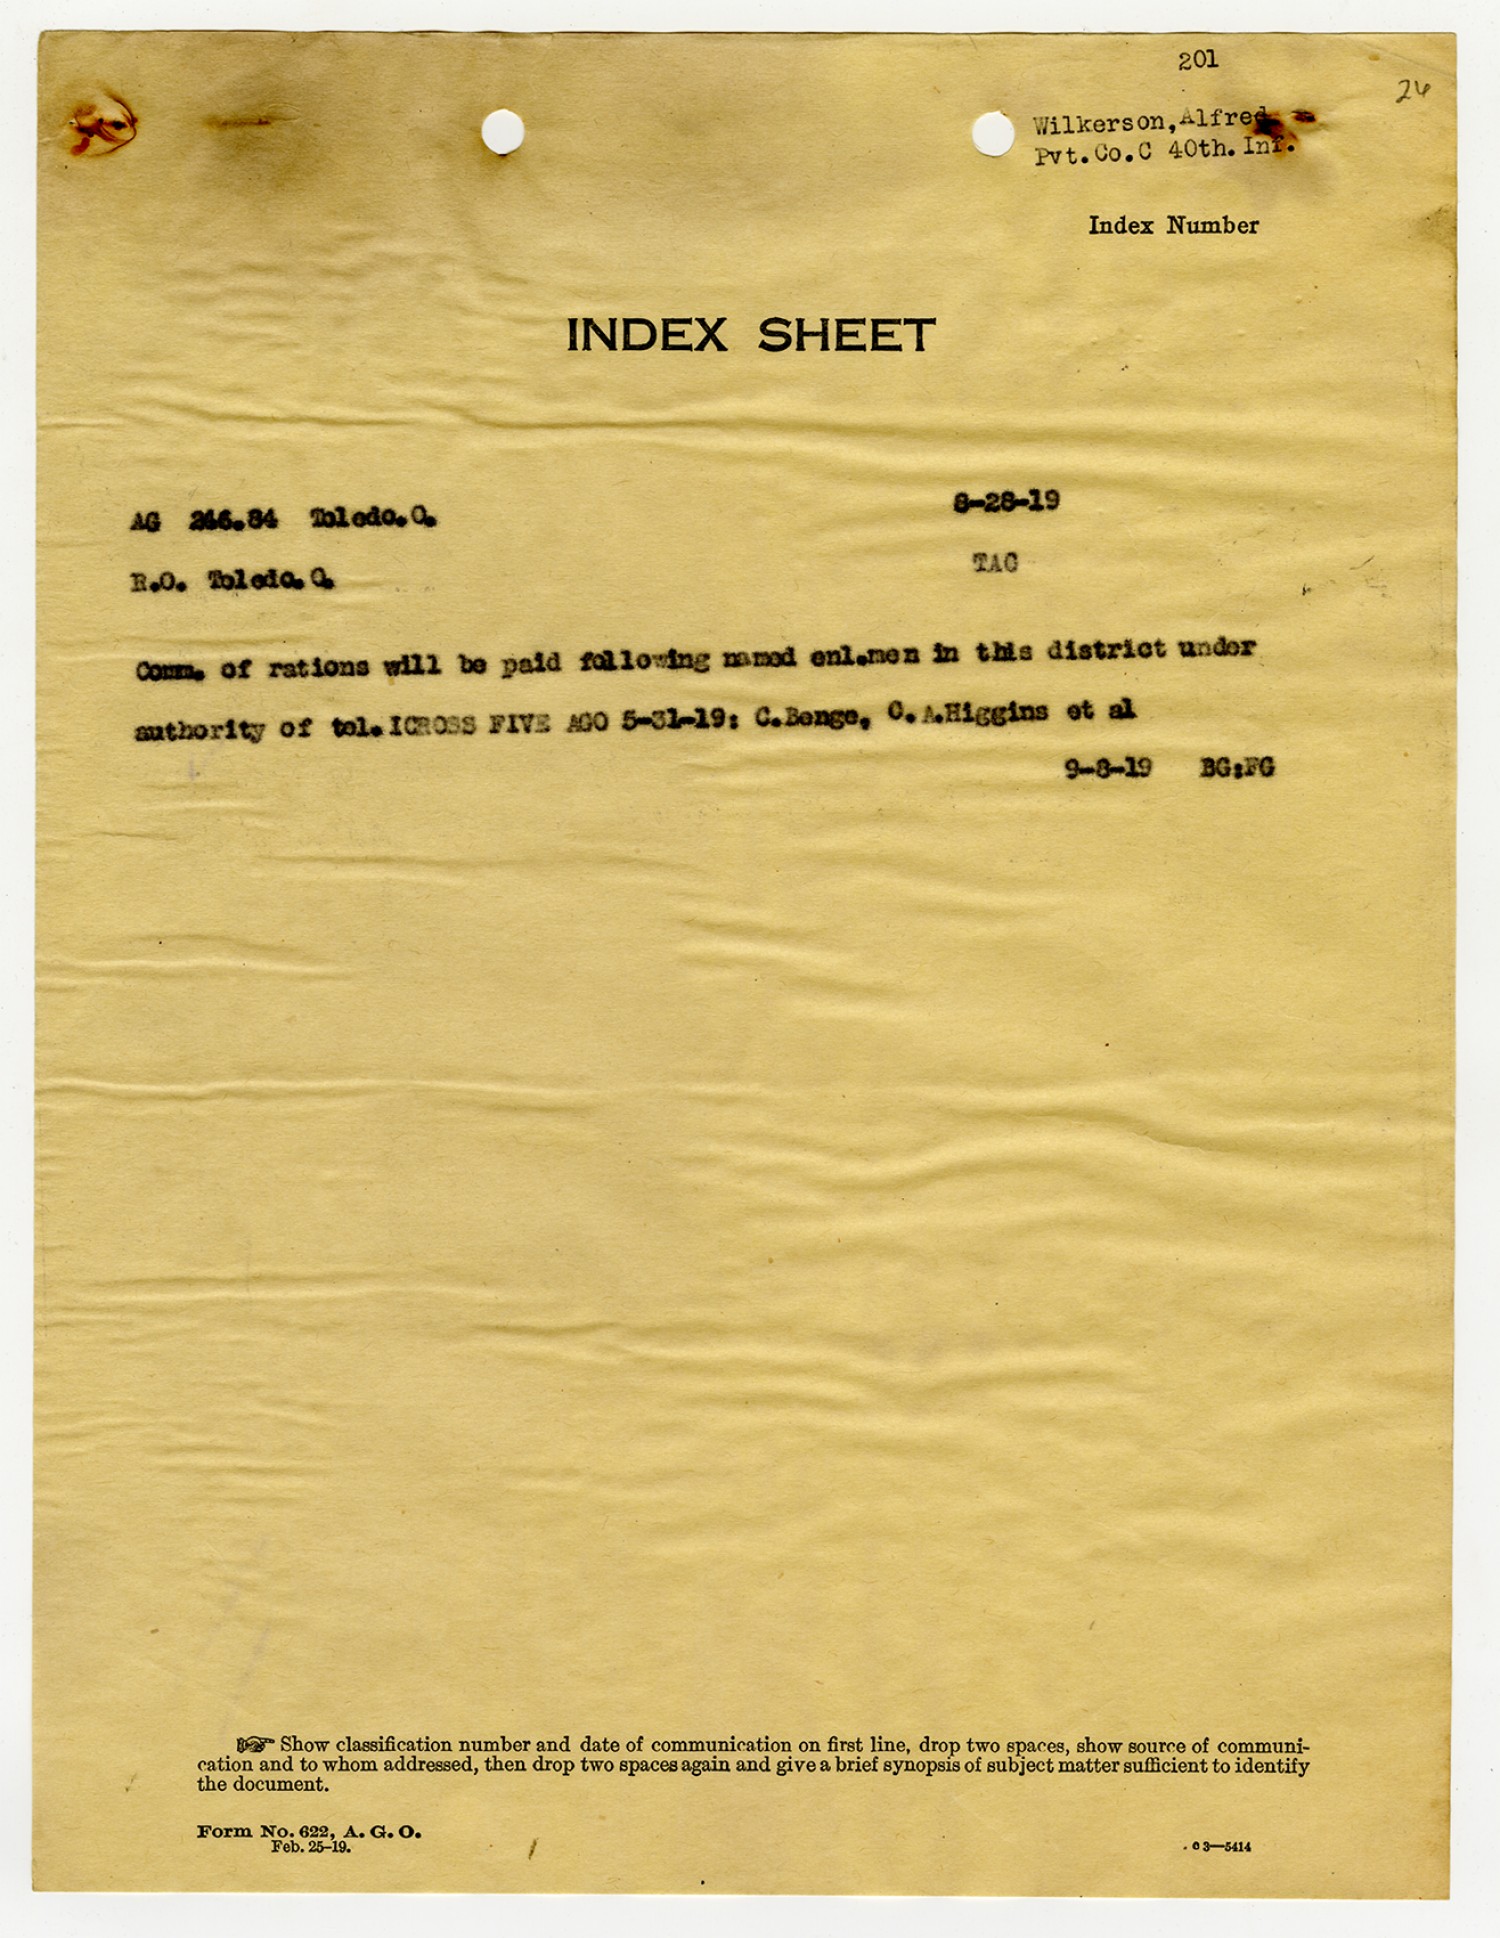 201
26
Wilkerson, Alfred
Pvt. Co. C 40th. Inf.
Index Number
INDEX SHEET
AG 246.84 Toledo. O. 8-28-19
R.O. Toledo. O. TAG
Comm. of rations will be paid following named enl.men in this district under
authority of tel. ICROSS FIVE AGO 5-31-19: C.Benge, C.A.Higgins et al
9-8-19 BG:FG
☞ Show classification number and date of communication on first line, drop two spaces, show source of communi-
cation and to whom addressed, then drop two spaces again and give a brief synopsis of subject matter sufficient to identify
the document.
Form No. 622, A. G. O.
Feb. 25-19.
3—5414